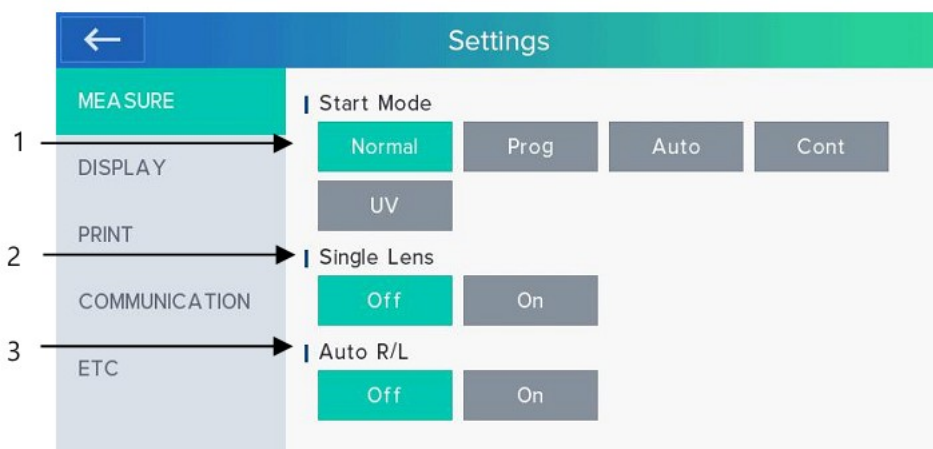 Settings
MEASURE
DISPLAY
PRINT
COMMUNICATION
ETC
1
2
3
Start Mode
Normal Prog Auto Cont
UV
Single Lens
Off On
Auto R/L
Off On